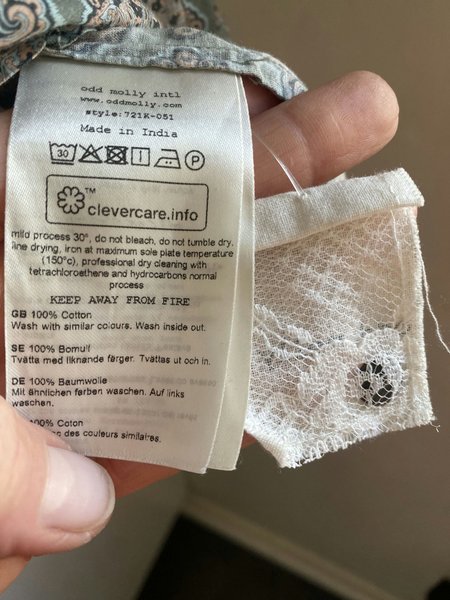 odd molly intl
www.oddmolly.com
style:721K-051
Made in India
30 P
™
clevercare.info
mild process 30°, do not bleach, do not tumble dry.
line drying, iron at maximum sole plate temperature
(150°c), professional dry cleaning with
tetrachloroethene and hydrocarbons normal
process
KEEP AWAY FROM FIRE
GB 100% Cotton
Wash with similar colours. Wash inside out.
SE 100% Bomull
Tvätta med liknande färger. Tvättas ut och in.
DE 100% Baumwolle
Mit ähnlichen farben waschen. Auf links
waschen.
100% Coton
des couleurs similaires.